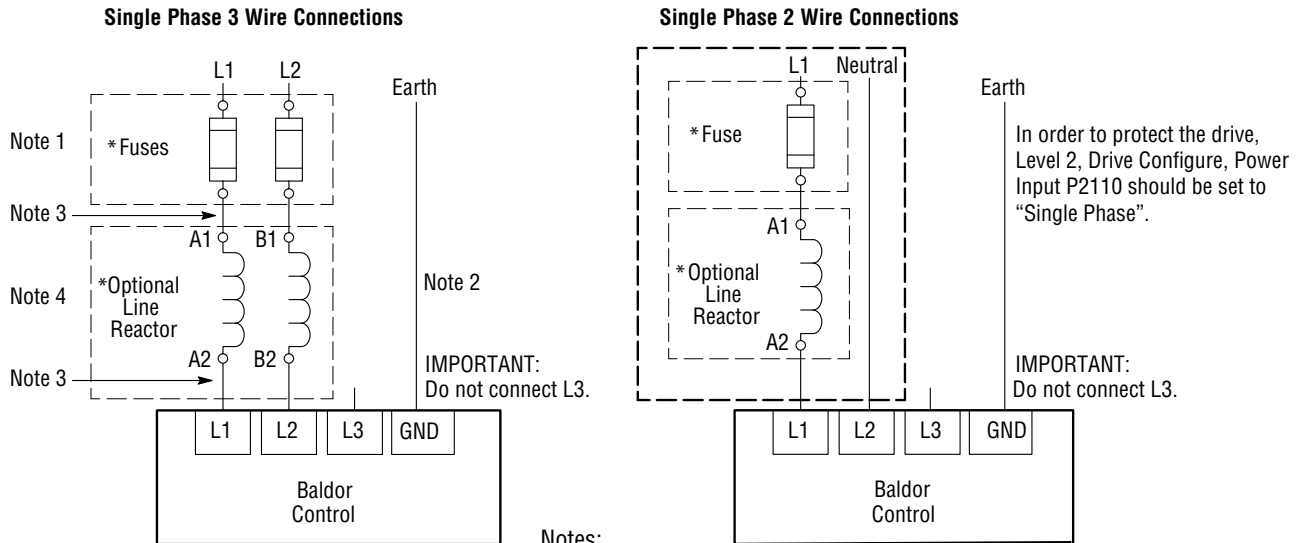 Single Phase 3 Wire Connections
L1 L2
Earth
Note 1
*Fuses
Note 3
A1 B1
Note 4
*Optional
Line
Reactor
Note 2
A2 B2
Note 3
IMPORTANT:
Do not connect L3.
L1 L2 L3 GND
Baldor
Control
Single Phase 2 Wire Connections
L1 Neutral
Earth
*Fuse
In order to protect the drive,
Level 2, Drive Configure, Power
Input P2110 should be set to
“Single Phase”.
A1
*Optional
Line
Reactor
A2
IMPORTANT:
Do not connect L3.
L1 L2 L3 GND
Baldor
Control
Notes: